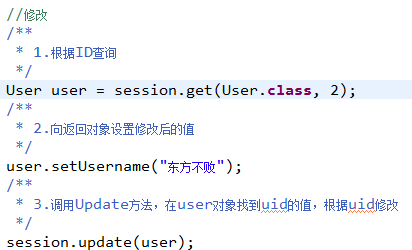 //修改
/**
 * 1.根据ID查询
 */
User user = session.get(User.class, 2);
/**
 * 2.向返回对象设置修改后的值
 */
user.setUsername("东方不败");
/**
 * 3.调用Update方法，在user对象找到uid的值，根据uid修改
 */
session.update(user);